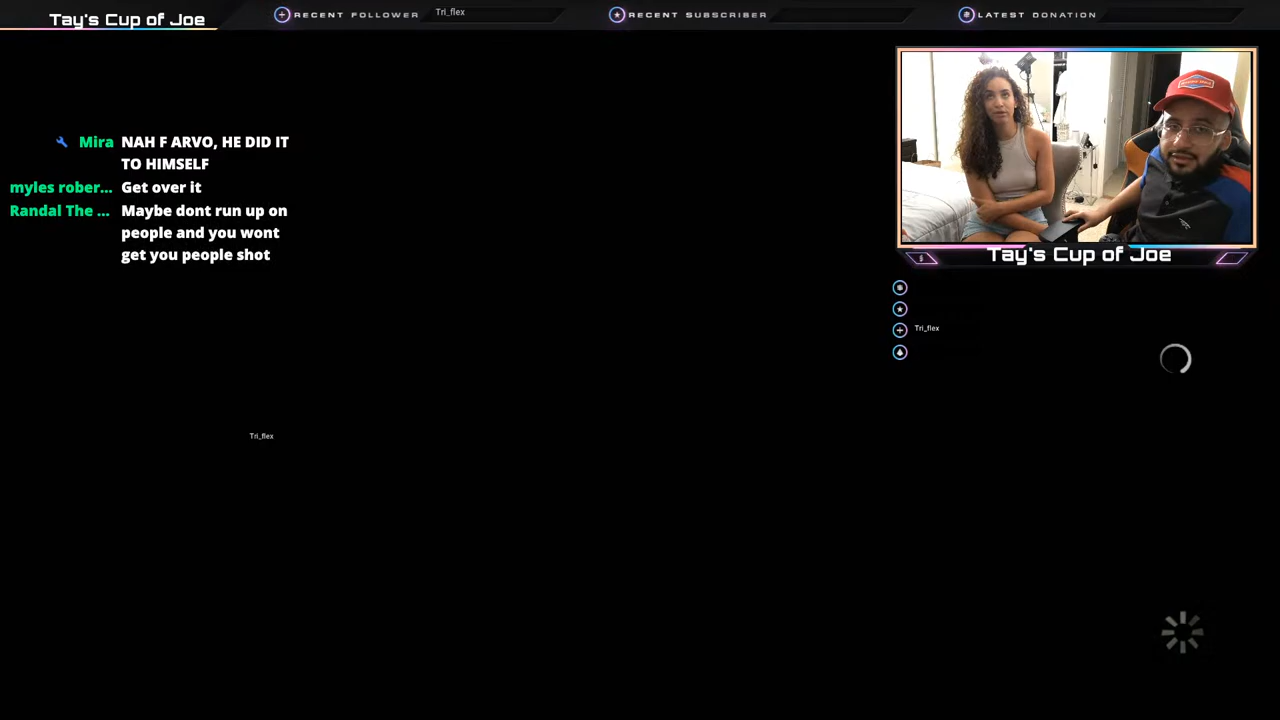 Tay's Cup of Joe
RECENT FOLLOWER
Tri_flex
RECENT SUBSCRIBER
LATEST DONATION
Mira NAH F ARVO, HE DID IT
TO HIMSELF
myles rober... Get over it
Randal The ... Maybe dont run up on
people and you wont
get you people shot
Tay's Cup of Joe
Tri_flex
Tri_flex